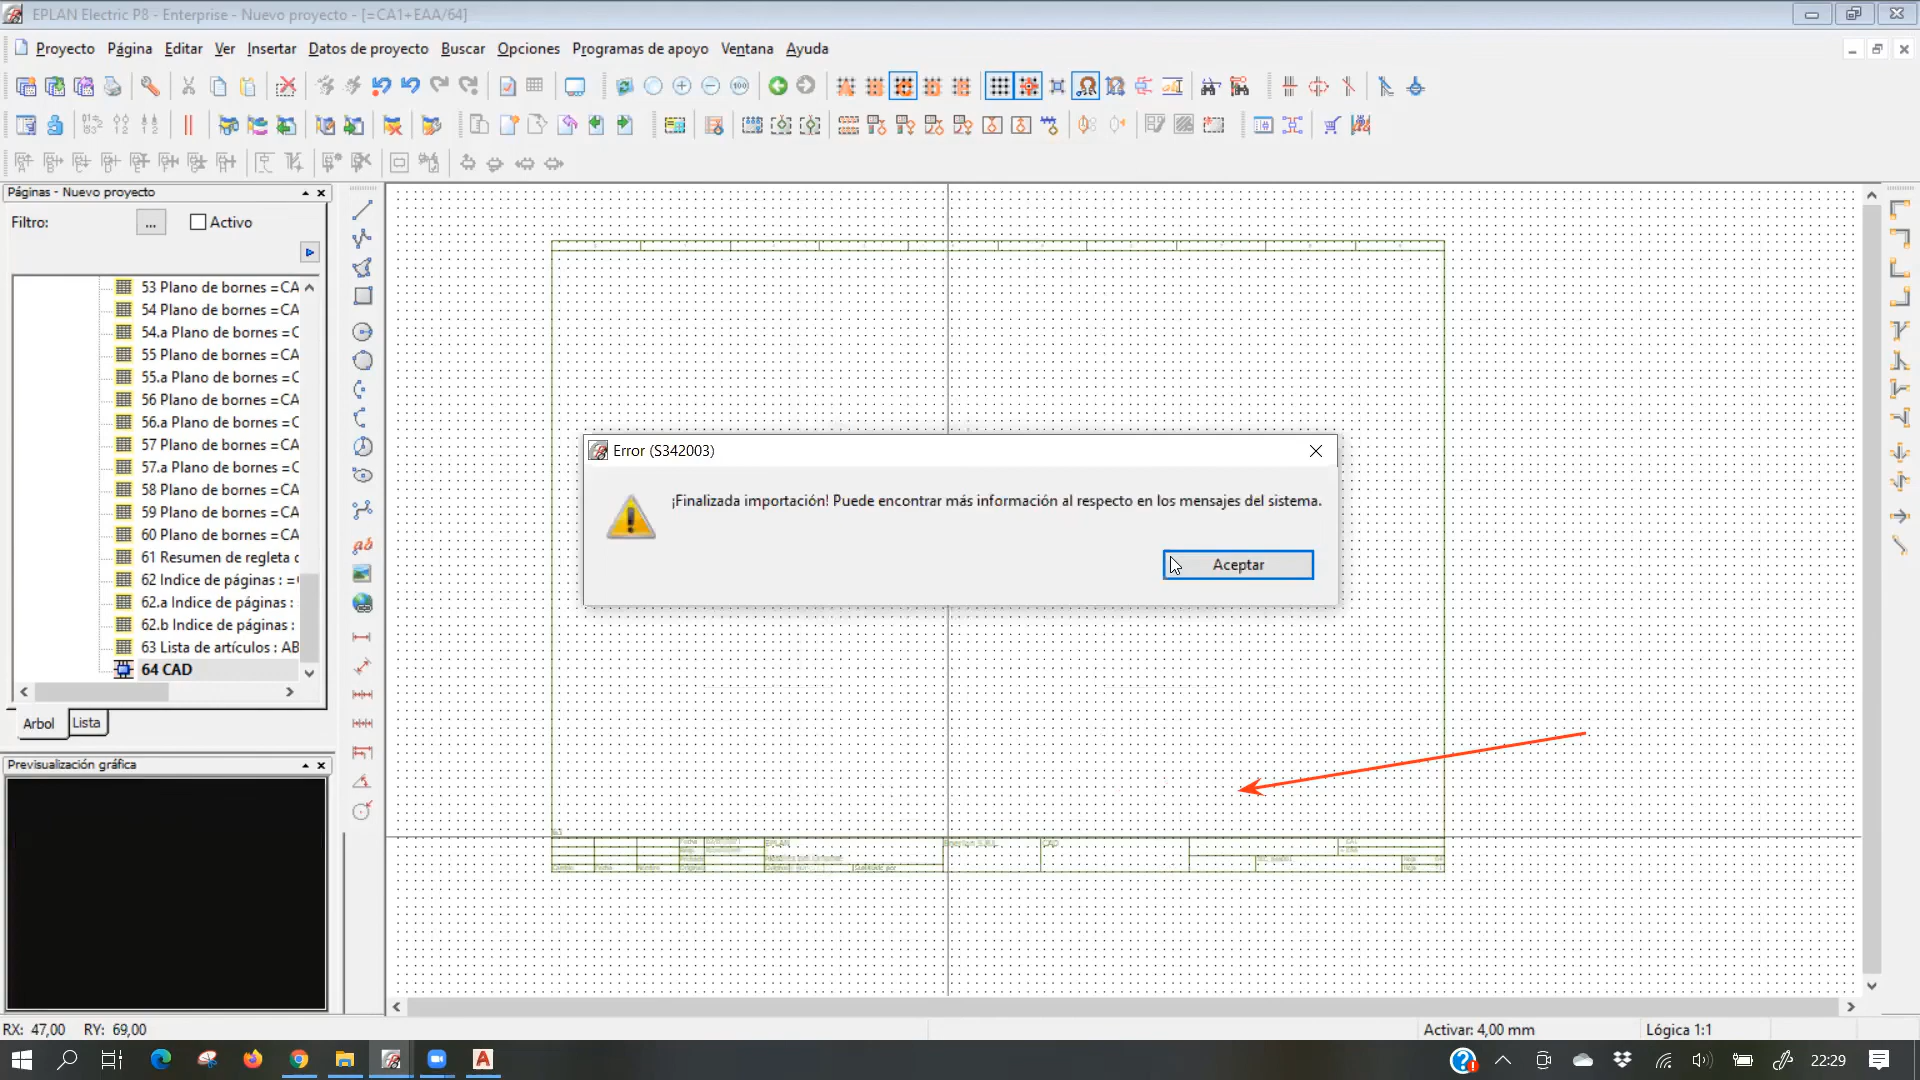 EPLAN Electric P8 - Enterprise - Nuevo proyecto - [=CA1+EAA/64]
Proyecto Página Editar Ver Insertar Datos de proyecto Buscar Opciones Programas de apoyo Ventana Ayuda
Páginas - Nuevo proyecto
Filtro: ... Activo
53 Plano de bornes =CA
54 Plano de bornes =CA
54.a Plano de bornes =C
55 Plano de bornes =CA
55.a Plano de bornes =C
56 Plano de bornes =CA
56.a Plano de bornes =C
57 Plano de bornes =CA
57.a Plano de bornes =C
58 Plano de bornes =CA
59 Plano de bornes =CA
60 Plano de bornes =CA
61 Resumen de regleta
62 Indice de páginas : =
62.a Indice de páginas :
62.b Indice de páginas :
63 Lista de artículos : AB
64 CAD
Arbol Lista
Previsualización gráfica
Error (S342003)
¡Finalizada importación! Puede encontrar más información al respecto en los mensajes del sistema.
Aceptar
EPLAN
CAD
RX: 47,00 RY: 69,00
Activar: 4,00 mm
Lógica 1:1
22:29